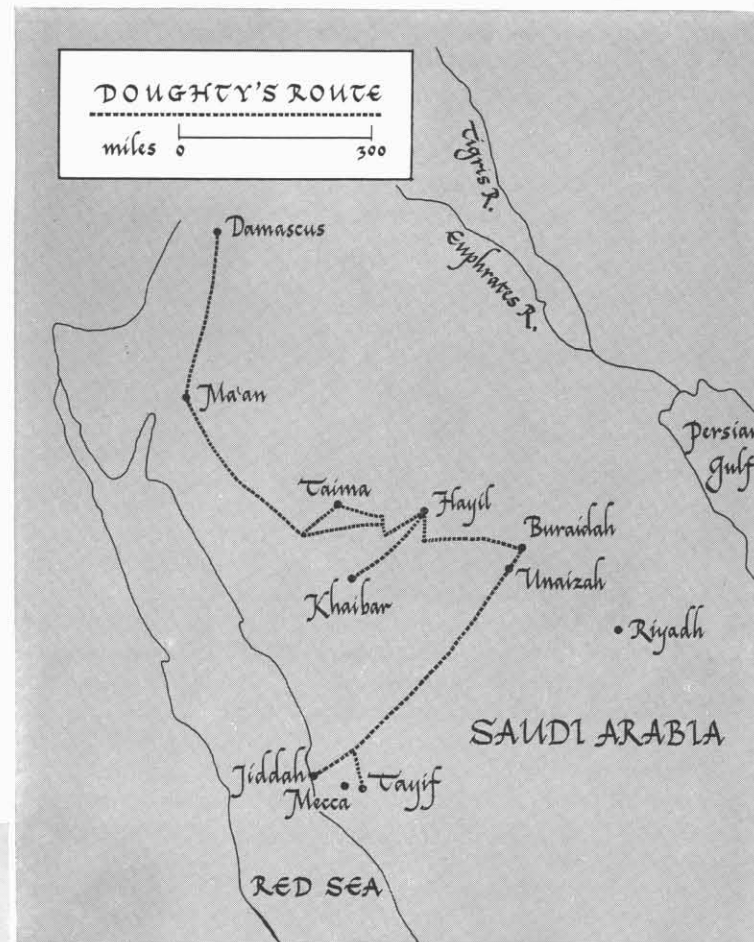 DOUGHTY'S ROUTE
miles 0 300
Tigris R.
Euphrates R.
Damascus
Ma'an
Persian
Gulf
Taima
Hayil
Buraidah
Khaibar
Unaizah
Riyadh
SAUDI ARABIA
Jiddah
Mecca
Tayif
RED SEA